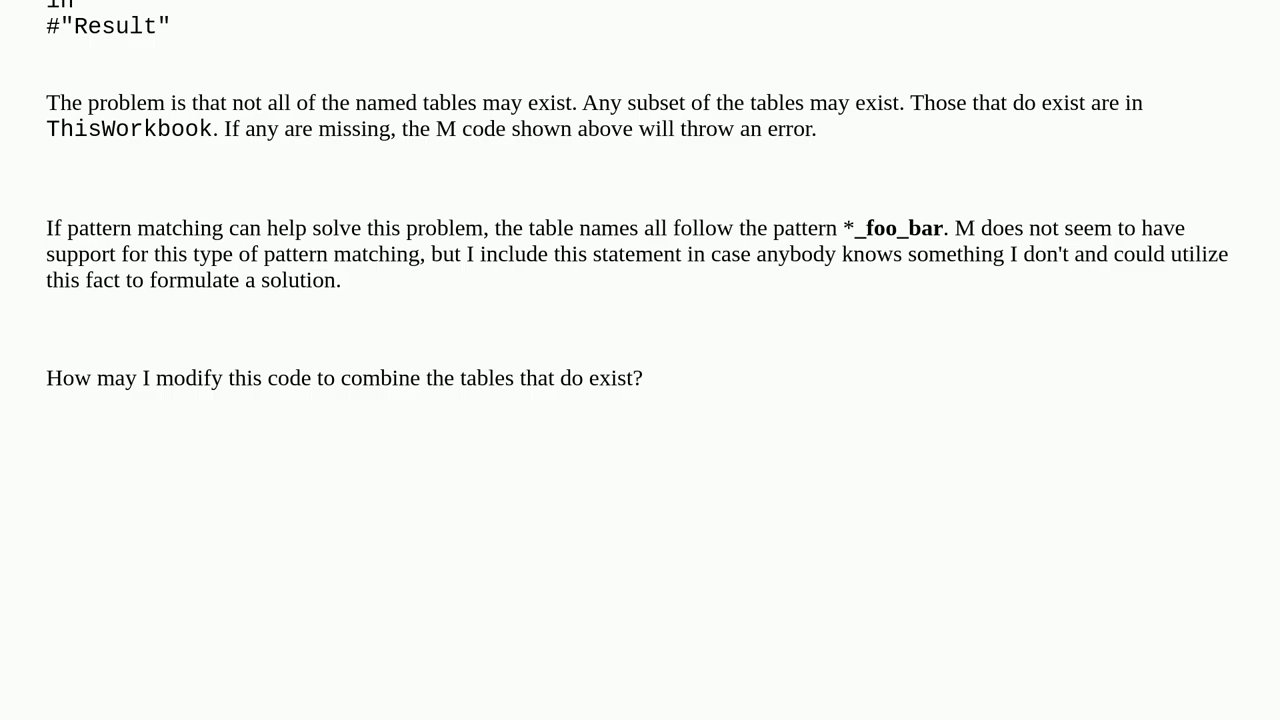 in
#"Result"
The problem is that not all of the named tables may exist. Any subset of the tables may exist. Those that do exist are in
ThisWorkbook. If any are missing, the M code shown above will throw an error.
If pattern matching can help solve this problem, the table names all follow the pattern *_foo_bar. M does not seem to have
support for this type of pattern matching, but I include this statement in case anybody knows something I don't and could utilize
this fact to formulate a solution.
How may I modify this code to combine the tables that do exist?